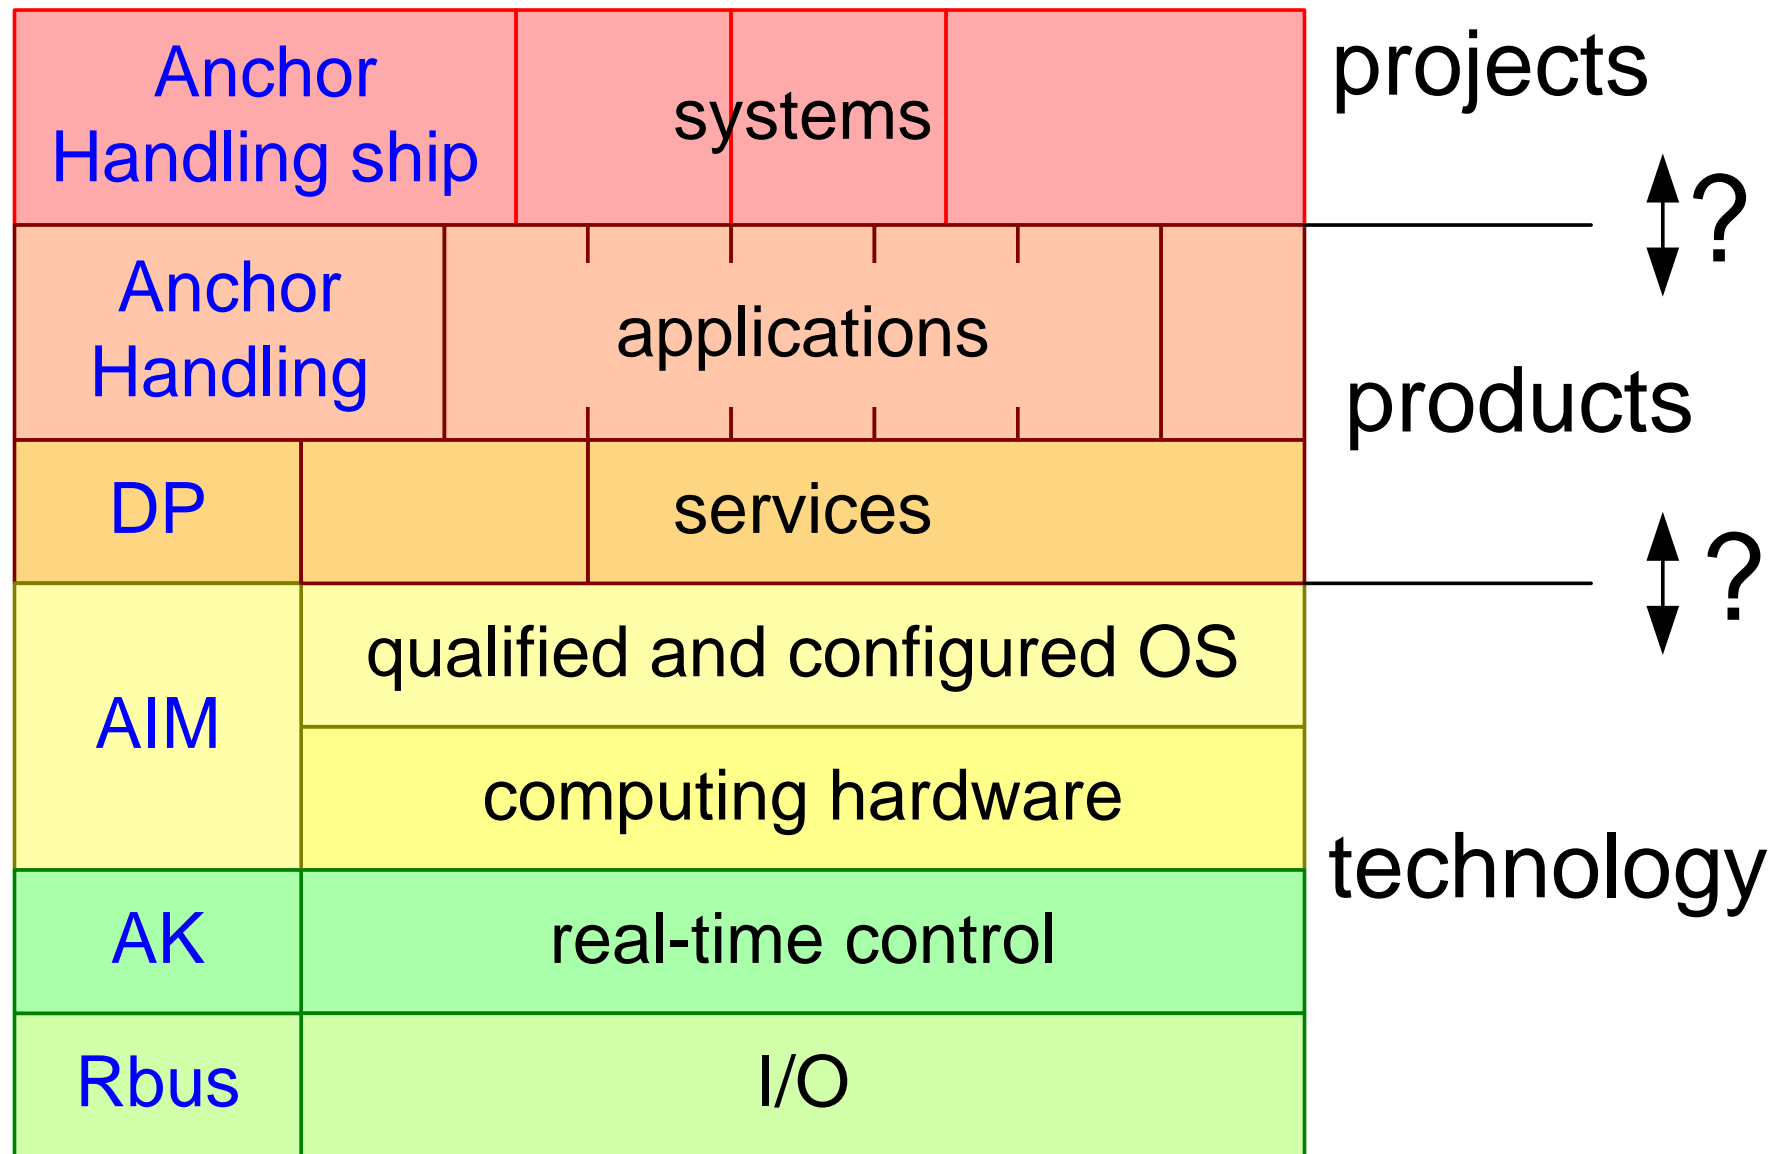 Anchor
Handling ship
systems
projects
?
Anchor
Handling
applications
products
DP
services
?
AIM
qualified and configured OS
computing hardware
technology
AK
real-time control
Rbus
I/O